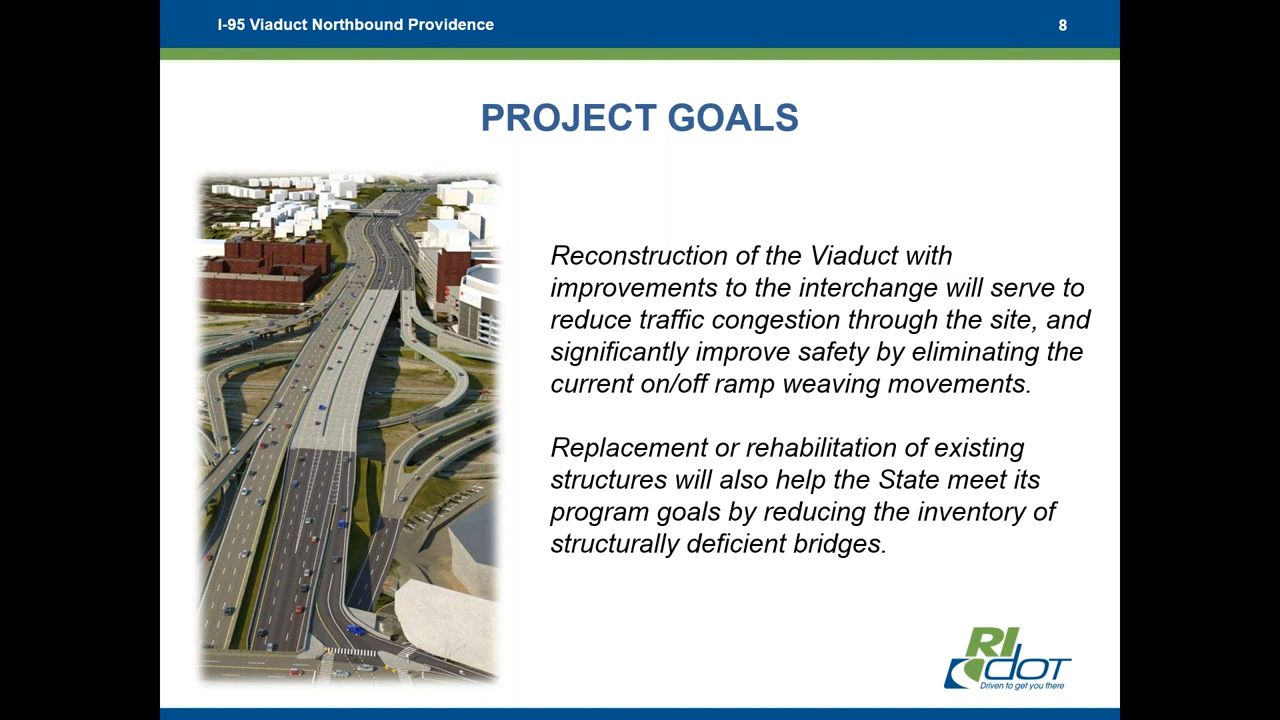 I-95 Viaduct Northbound Providence
8
PROJECT GOALS
Reconstruction of the Viaduct with
improvements to the interchange will serve to
reduce traffic congestion through the site, and
significantly improve safety by eliminating the
current on/off ramp weaving movements.
Replacement or rehabilitation of existing
structures will also help the State meet its
program goals by reducing the inventory of
structurally deficient bridges.
RI
DOT
Driven to get you there